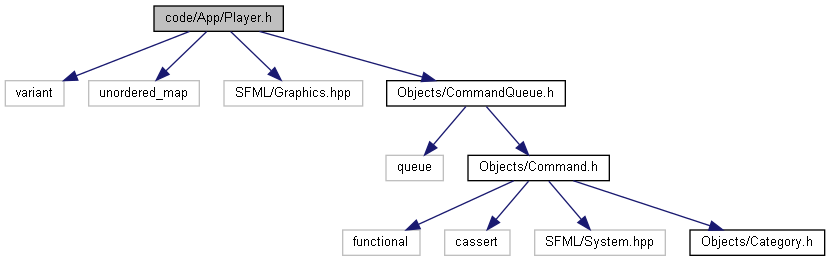 code/App/Player.h
variant
unordered_map
SFML/Graphics.hpp
Objects/CommandQueue.h
queue
Objects/Command.h
functional
cassert
SFML/System.hpp
Objects/Category.h